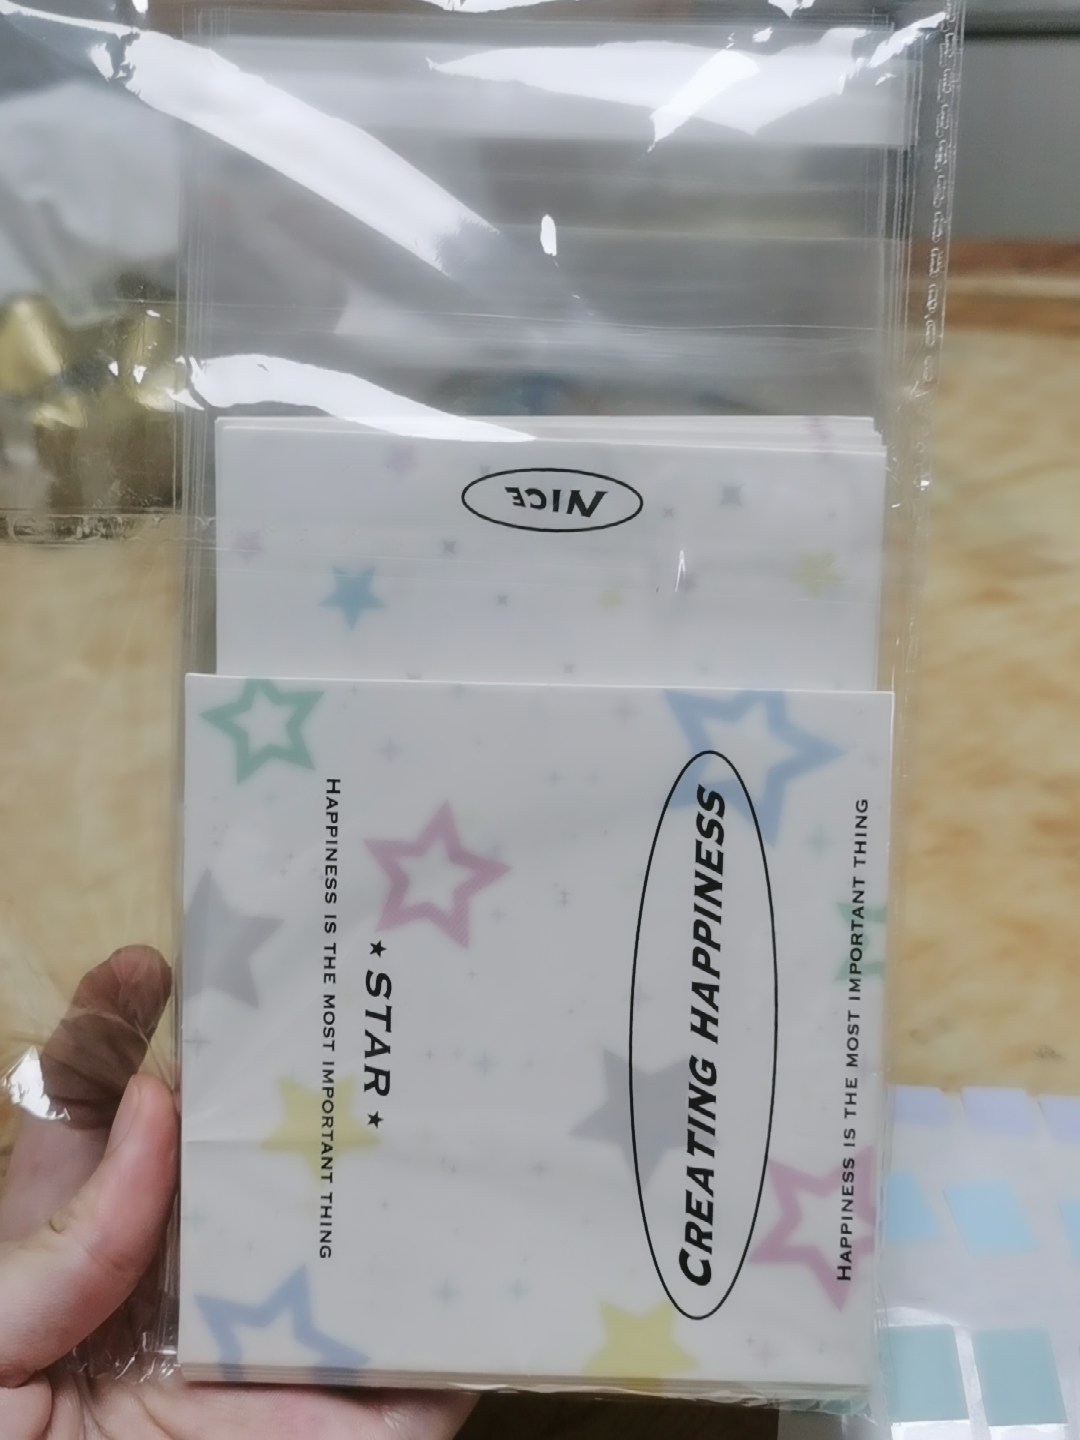 NICE
HAPPINESS IS THE MOST IMPORTANT THING
★ STAR ★
CREATING HAPPINESS
HAPPINESS IS THE MOST IMPORTANT THING